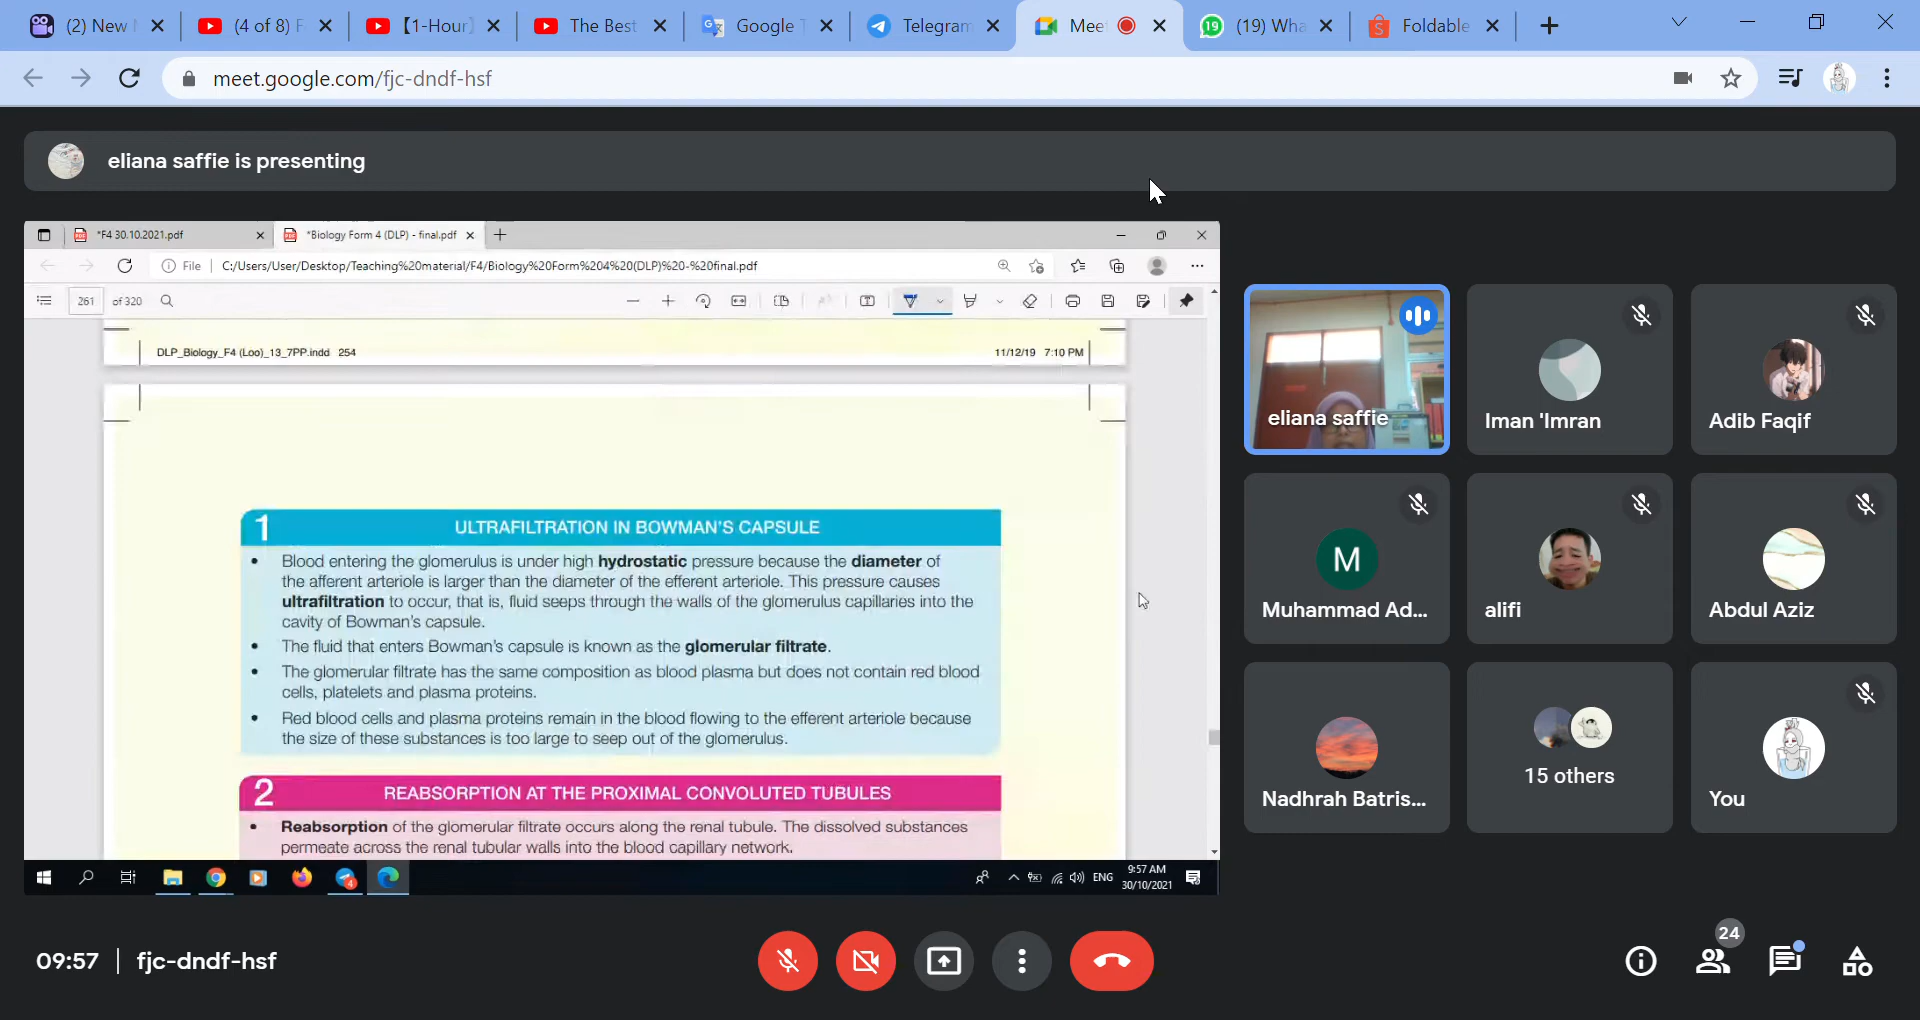 (2) New
(4 of 8) F
【1-Hour】
The Best
Google T
Telegram
Meet
(19) Wha
Foldable
meet.google.com/fjc-dndf-hsf
eliana saffie is presenting
*F4 30.10.2021.pdf
*Biology Form 4 (DLP) - final.pdf
File
C:/Users/User/Desktop/Teaching%20material/F4/Biology%20Form%204%20(DLP)%20-%20final.pdf
261 of 320
DLP_Biology_F4 (Loo)_13_7PP.indd 254
11/12/19 7:10 PM
1 ULTRAFILTRATION IN BOWMAN'S CAPSULE
• Blood entering the glomerulus is under high hydrostatic pressure because the diameter of
the afferent arteriole is larger than the diameter of the efferent arteriole. This pressure causes
ultrafiltration to occur, that is, fluid seeps through the walls of the glomerulus capillaries into the
cavity of Bowman's capsule.
• The fluid that enters Bowman's capsule is known as the glomerular filtrate.
• The glomerular filtrate has the same composition as blood plasma but does not contain red blood
cells, platelets and plasma proteins.
• Red blood cells and plasma proteins remain in the blood flowing to the efferent arteriole because
the size of these substances is too large to seep out of the glomerulus.
2 REABSORPTION AT THE PROXIMAL CONVOLUTED TUBULES
• Reabsorption of the glomerular filtrate occurs along the renal tubule. The dissolved substances
permeate across the renal tubular walls into the blood capillary network.
ENG
9:57 AM
30/10/2021
eliana saffie
Iman 'Imran
Adib Faqif
M
Muhammad Ad...
alifi
Abdul Aziz
Nadhrah Batris...
15 others
You
09:57 | fjc-dndf-hsf
24